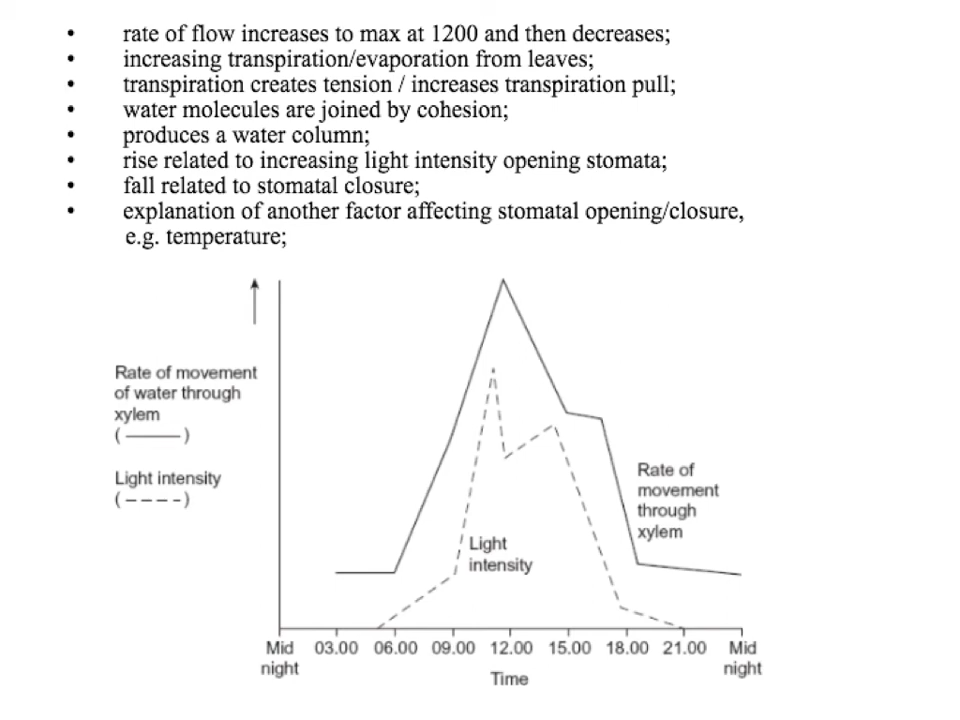 • rate of flow increases to max at 1200 and then decreases;
• increasing transpiration/evaporation from leaves;
• transpiration creates tension / increases transpiration pull;
• water molecules are joined by cohesion;
• produces a water column;
• rise related to increasing light intensity opening stomata;
• fall related to stomatal closure;
• explanation of another factor affecting stomatal opening/closure,
e.g. temperature;
Rate of movement
of water through
xylem
( —— )
Light intensity
( – – – – )
Rate of
movement
through
xylem
Light
intensity
Mid
night
03.00
06.00
09.00
12.00
15.00
18.00
21.00
Mid
night
Time